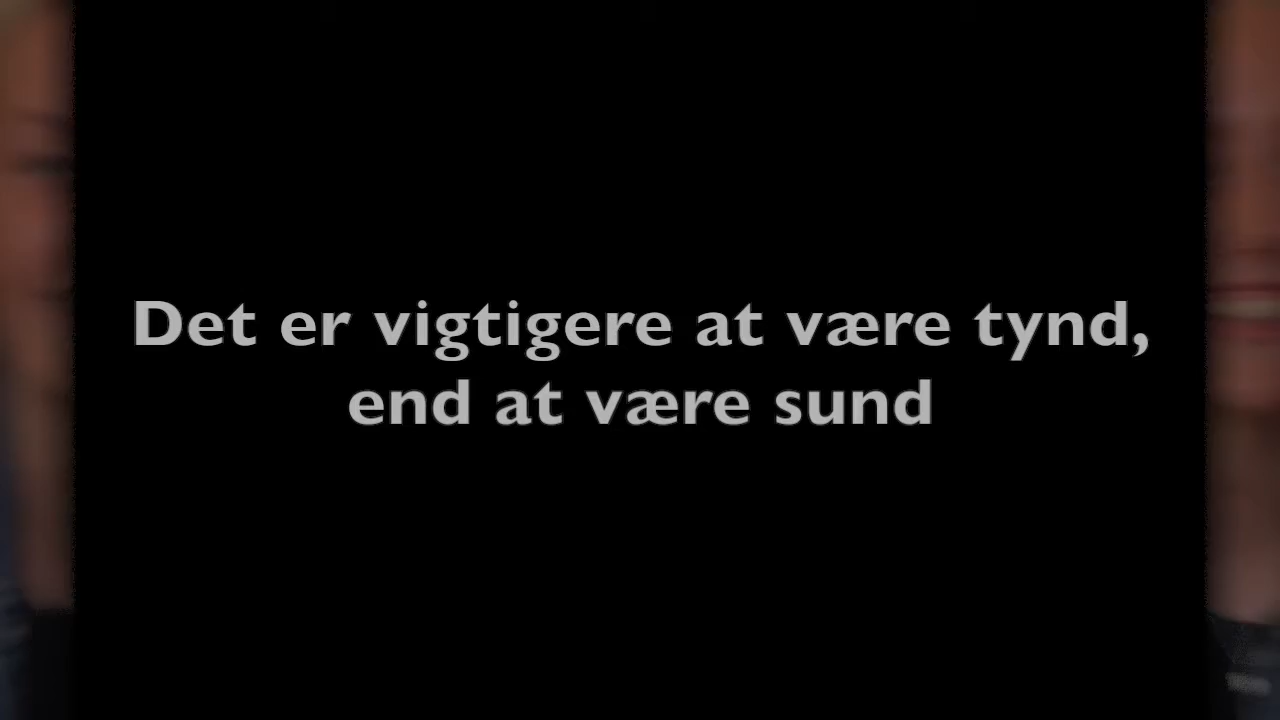 Det er vigtigere at være tynd,
end at være sund